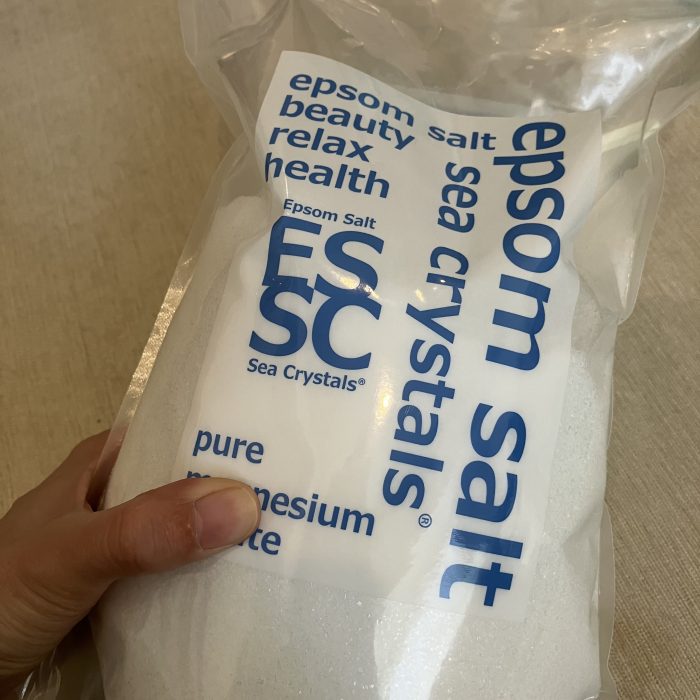 epsom salt
beauty
relax
health
Epsom Salt
ES
SC
Sea Crystals®
pure
sea crystals®
epsom salt